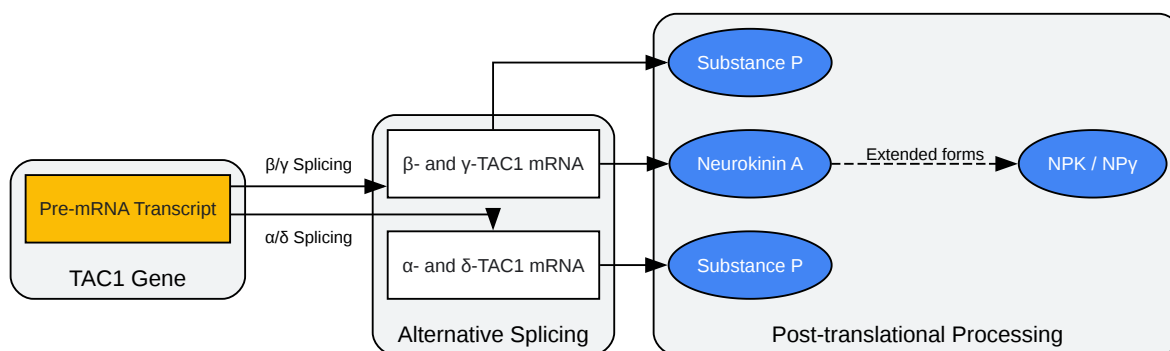 Substance P
β/γ Splicing
β- and γ-TAC1 mRNA
Neurokinin A
Extended forms
NPK / NPγ
Pre-mRNA Transcript
α/δ Splicing
α- and δ-TAC1 mRNA
Substance P
TAC1 Gene
Alternative Splicing
Post-translational Processing